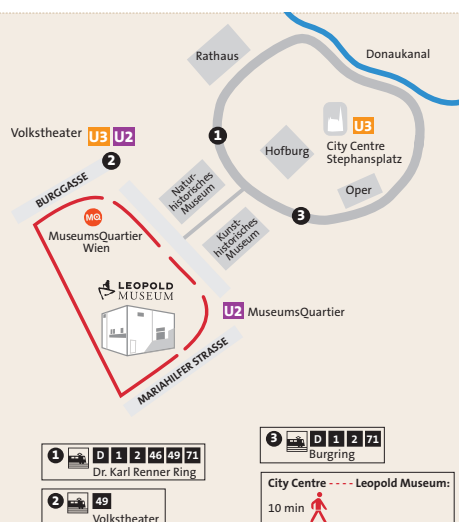 Rathaus
Donaukanal
1
U3
City Centre
Stephansplatz
Hofburg
Oper
Volkstheater U3 U2
2
BURGGASSE
Natur-
historisches
Museum
3
Kunst-
historisches
Museum
MQ
MuseumsQuartier
Wien
LEOPOLD
MUSEUM
U2 MuseumsQuartier
MARIAHILFER STRASSE
1 D 1 2 46 49 71
Dr. Karl Renner Ring
2 49
Volkstheater
3 D 1 2 71
Burgring
City Centre - - - - Leopold Museum:
10 min